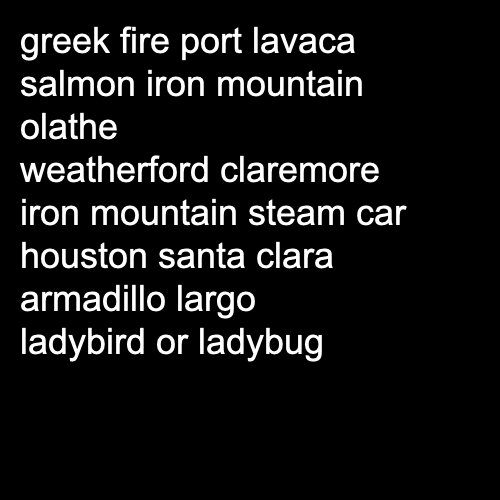 greek fire port lavaca
salmon iron mountain
olathe
weatherford claremore
iron mountain steam car
houston santa clara
armadillo largo
ladybird or ladybug